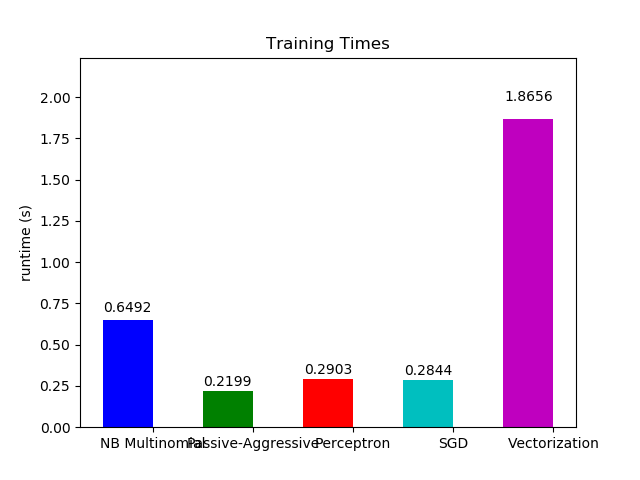 Training Times
runtime (s)
2.00
1.75
1.50
1.25
1.00
0.75
0.50
0.25
0.00
0.6492
0.2199
0.2903
0.2844
1.8656
NB Multinomial
Passive-Aggressive
Perceptron
SGD
Vectorization